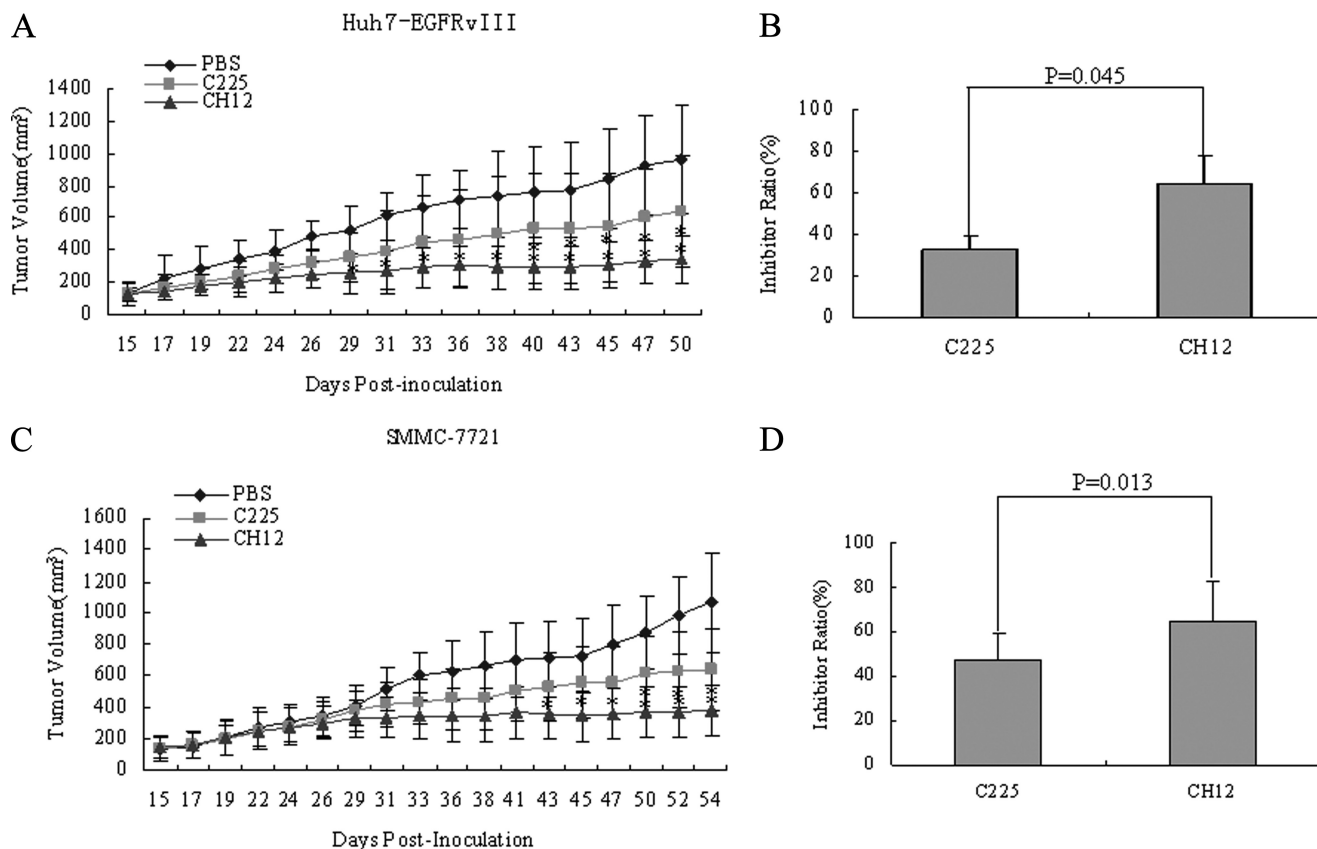 A
Huh7-EGFRvIII
PBS
C225
CH12
Tumor Volume(mm³)
1400
1200
1000
800
600
400
200
0
* * * * * * * * * * * * * *
15 17 19 22 24 26 29 31 33 36 38 40 43 45 47 50
Days Post-inoculation
B
P=0.045
Inhibitor Ratio(%)
100
80
60
40
20
0
C225 CH12
C
SMMC-7721
PBS
C225
CH12
Tumor Volume(mm³)
1600
1400
1200
1000
800
600
400
200
0
* * * * * * * * *
15 17 19 22 24 26 29 31 33 36 38 41 43 45 47 50 52 54
Days Post-Inoculation
D
P=0.013
Inhibitor Ratio(%)
100
80
60
40
20
0
C225 CH12